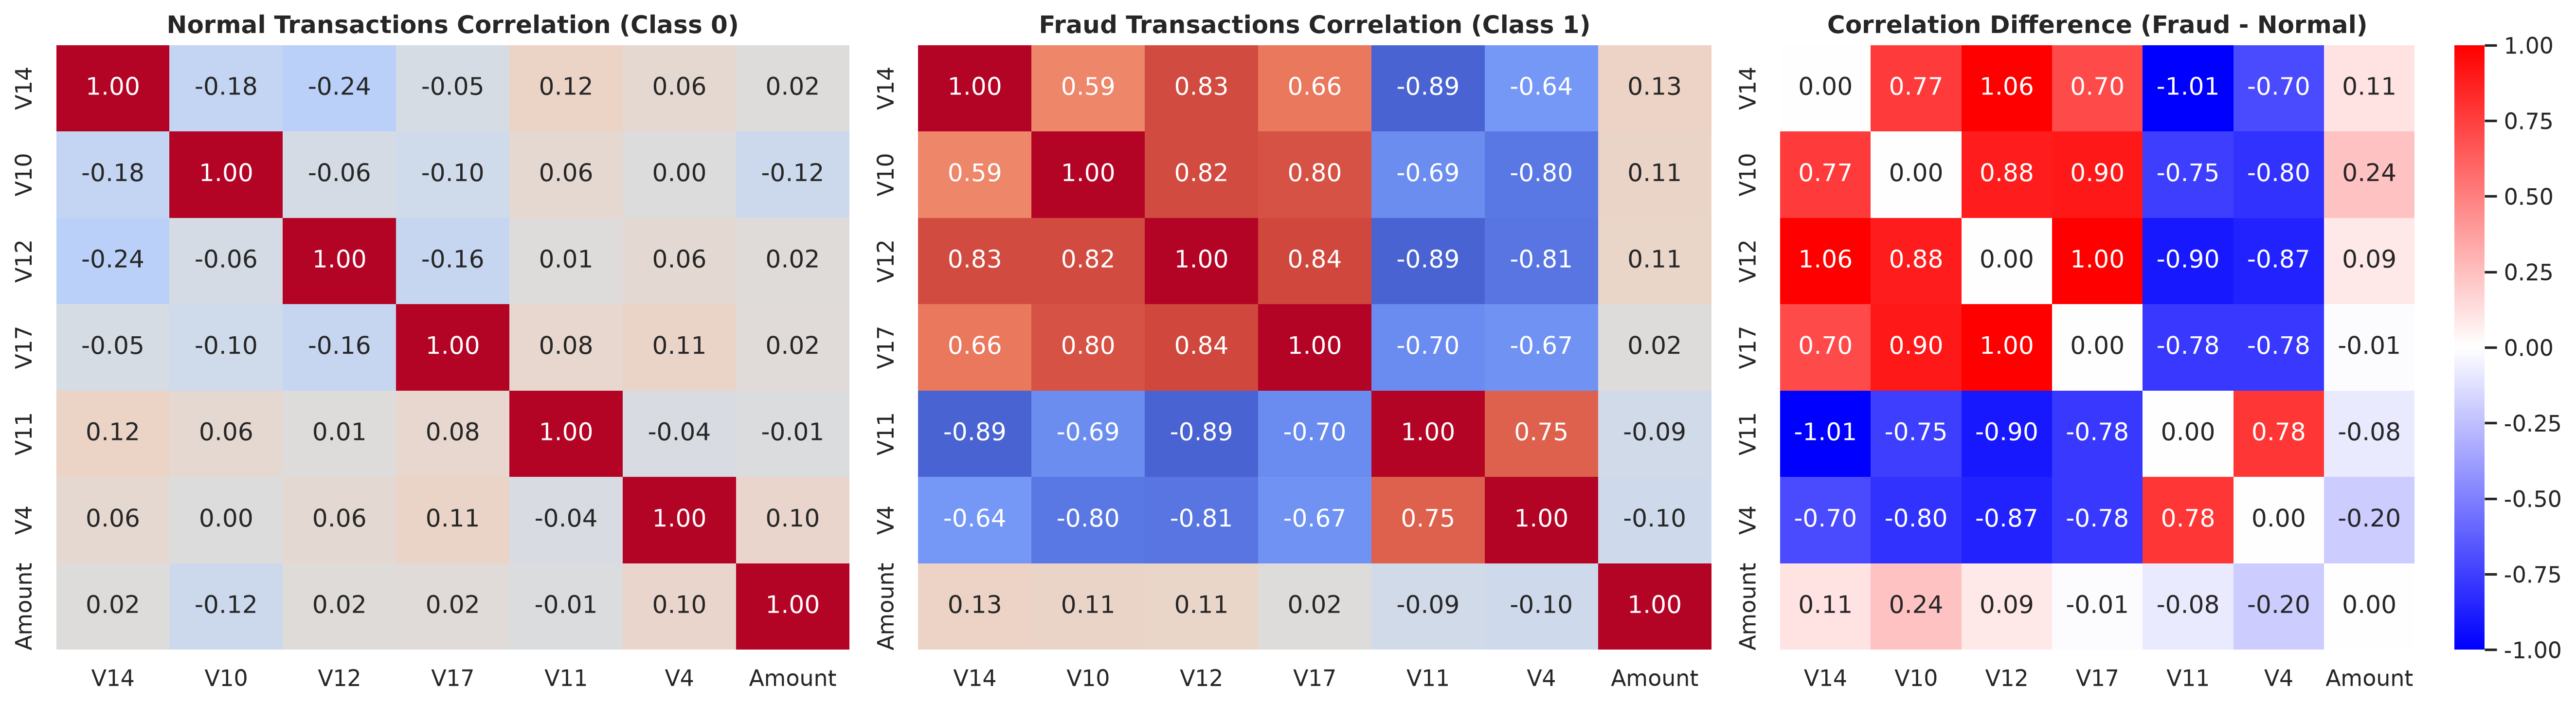 Normal Transactions Correlation (Class 0)
V14 1.00 -0.18 -0.24 -0.05 0.12 0.06 0.02
V10 -0.18 1.00 -0.06 -0.10 0.06 0.00 -0.12
V12 -0.24 -0.06 1.00 -0.16 0.01 0.06 0.02
V17 -0.05 -0.10 -0.16 1.00 0.08 0.11 0.02
V11 0.12 0.06 0.01 0.08 1.00 -0.04 -0.01
V4 0.06 0.00 0.06 0.11 -0.04 1.00 0.10
Amount 0.02 -0.12 0.02 0.02 -0.01 0.10 1.00
V14 V10 V12 V17 V11 V4 Amount
Fraud Transactions Correlation (Class 1)
V14 1.00 0.59 0.83 0.66 -0.89 -0.64 0.13
V10 0.59 1.00 0.82 0.80 -0.69 -0.80 0.11
V12 0.83 0.82 1.00 0.84 -0.89 -0.81 0.11
V17 0.66 0.80 0.84 1.00 -0.70 -0.67 0.02
V11 -0.89 -0.69 -0.89 -0.70 1.00 0.75 -0.09
V4 -0.64 -0.80 -0.81 -0.67 0.75 1.00 -0.10
Amount 0.13 0.11 0.11 0.02 -0.09 -0.10 1.00
V14 V10 V12 V17 V11 V4 Amount
Correlation Difference (Fraud - Normal)
V14 0.00 0.77 1.06 0.70 -1.01 -0.70 0.11
V10 0.77 0.00 0.88 0.90 -0.75 -0.80 0.24
V12 1.06 0.88 0.00 1.00 -0.90 -0.87 0.09
V17 0.70 0.90 1.00 0.00 -0.78 -0.78 -0.01
V11 -1.01 -0.75 -0.90 -0.78 0.00 0.78 -0.08
V4 -0.70 -0.80 -0.87 -0.78 0.78 0.00 -0.20
Amount 0.11 0.24 0.09 -0.01 -0.08 -0.20 0.00
V14 V10 V12 V17 V11 V4 Amount
1.00
0.75
0.50
0.25
0.00
-0.25
-0.50
-0.75
-1.00